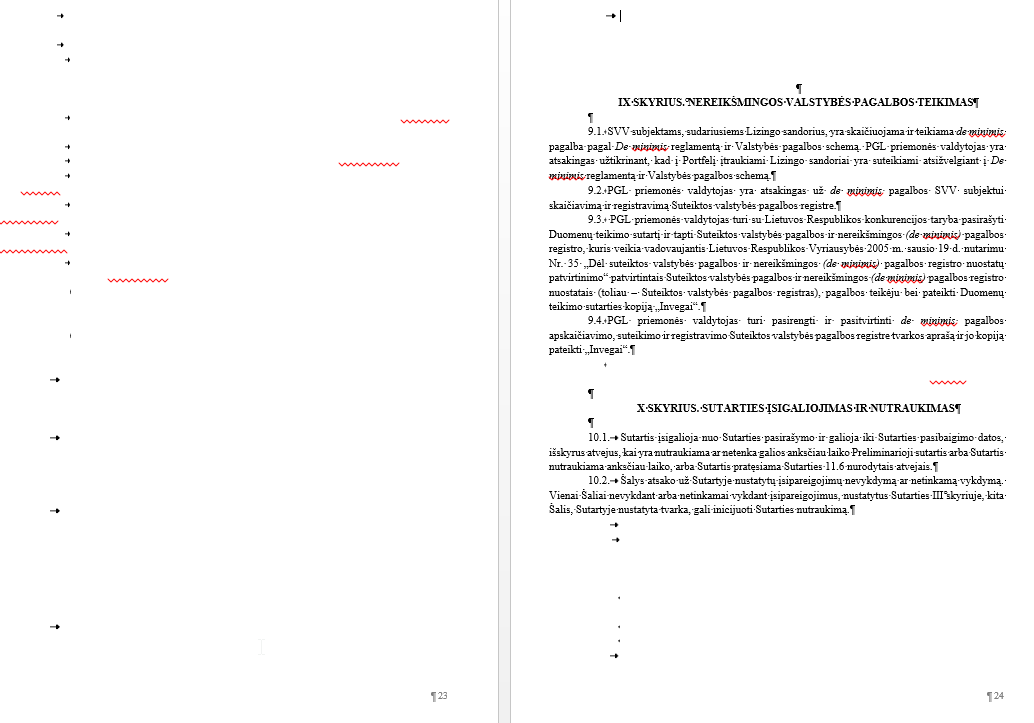 23
IX SKYRIUS. NEREIKŠMINGOS VALSTYBĖS PAGALBOS TEIKIMAS
9.1. SVV subjektams, sudariusiems Lizingo sandorius, yra skaičiuojama ir teikiama de minimis
pagalba pagal De minimis reglamentą ir Valstybės pagalbos schemą. PGL priemonės valdytojas yra
atsakingas užtikrinant, kad į Portfelį įtraukiami Lizingo sandoriai yra suteikiami atsižvelgiant į De
minimis reglamentą ir Valstybės pagalbos schemą.
9.2. PGL priemonės valdytojas yra atsakingas už de minimis pagalbos SVV subjektui
skaičiavimą ir registravimą Suteiktos valstybės pagalbos registre.
9.3. PGL priemonės valdytojas turi su Lietuvos Respublikos konkurencijos taryba pasirašyti
Duomenų teikimo sutartį ir tapti Suteiktos valstybės pagalbos ir nereikšmingos (de minimis) pagalbos
registro, kuris veikia vadovaujantis Lietuvos Respublikos Vyriausybės 2005 m. sausio 19 d. nutarimu
Nr. 35 „Dėl suteiktos valstybės pagalbos ir nereikšmingos (de minimis) pagalbos registro nuostatų
patvirtinimo“ patvirtintais Suteiktos valstybės pagalbos ir nereikšmingos (de minimis) pagalbos registro
nuostatais (toliau – Suteiktos valstybės pagalbos registras), pagalbos teikėju bei pateikti Duomenų
teikimo sutarties kopiją „Invegai“.
9.4. PGL priemonės valdytojas turi pasirengti ir pasitvirtinti de minimis pagalbos
apskaičiavimo, suteikimo ir registravimo Suteiktos valstybės pagalbos registre tvarkos aprašą ir jo kopiją
pateikti „Invegai“.
X SKYRIUS. SUTARTIES ĮSIGALIOJIMAS IR NUTRAUKIMAS
10.1. Sutartis įsigalioja nuo Sutarties pasirašymo ir galioja iki Sutarties pasibaigimo datos,
išskyrus atvejus, kai yra nutraukiama ar netenka galios anksčiau laiko Preliminarioji sutartis arba Sutartis
nutraukiama anksčiau laiko, arba Sutartis pratęsiama Sutarties 11.6 nurodytais atvejais.
10.2. Šalys atsako už Sutartyje nustatytų įsipareigojimų nevykdymą ar netinkamą vykdymą.
Vienai Šaliai nevykdant arba netinkamai vykdant įsipareigojimus, nustatytus Sutarties III skyriuje, kita
Šalis, Sutartyje nustatyta tvarka, gali inicijuoti Sutarties nutraukimą.
24